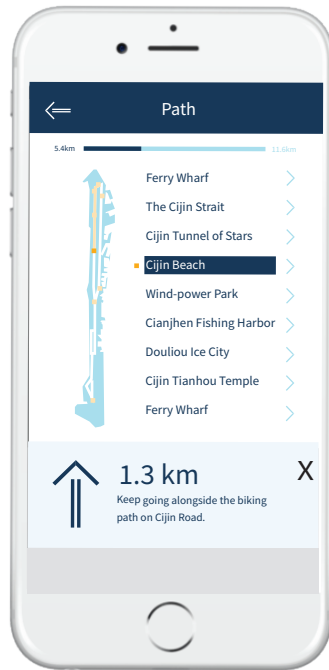 Path
5.4km 11.6km
Ferry Wharf
The Cijin Strait
Cijin Tunnel of Stars
Cijin Beach
Wind-power Park
Cianjhen Fishing Harbor
Douliou Ice City
Cijin Tianhou Temple
Ferry Wharf
1.3 km
X
Keep going alongside the biking
path on Cijin Road.